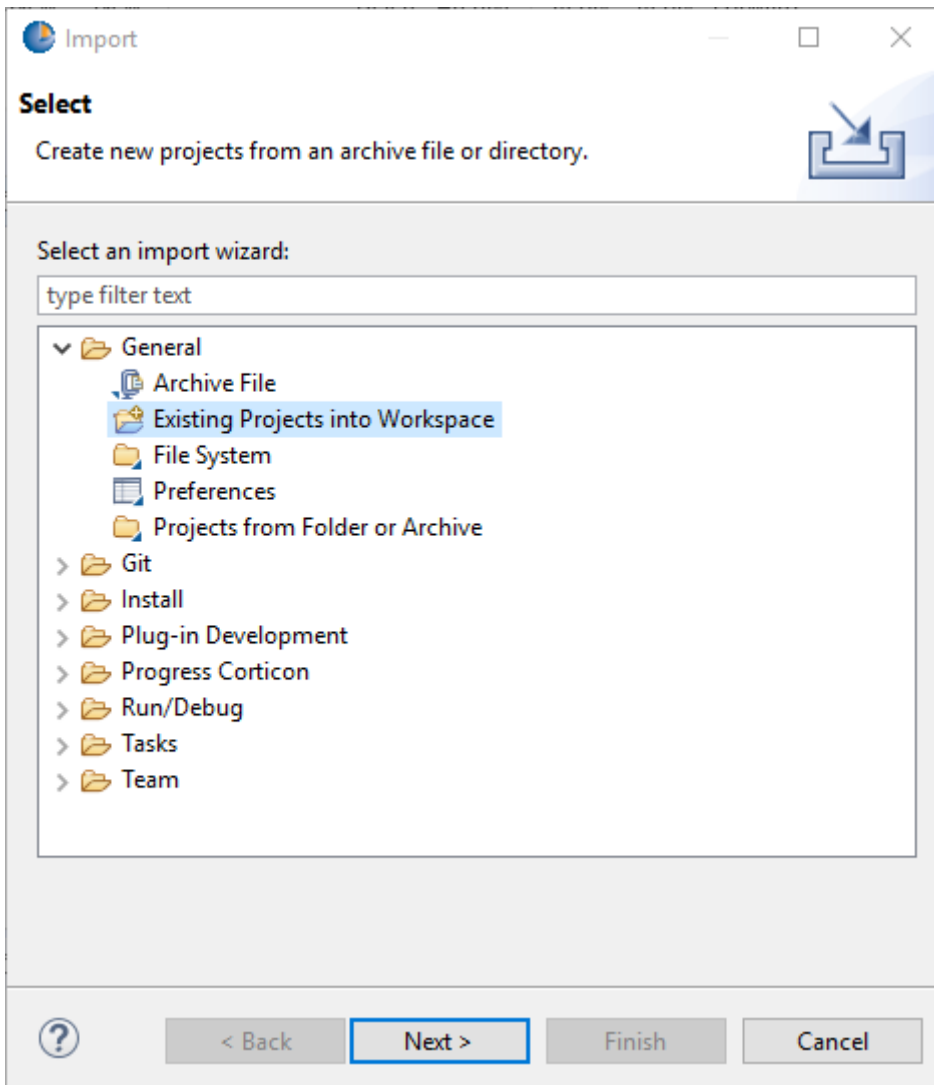 Import
Select
Create new projects from an archive file or directory.
Select an import wizard:
type filter text
General
Archive File
Existing Projects into Workspace
File System
Preferences
Projects from Folder or Archive
Git
Install
Plug-in Development
Progress Corticon
Run/Debug
Tasks
Team
? < Back Next > Finish Cancel